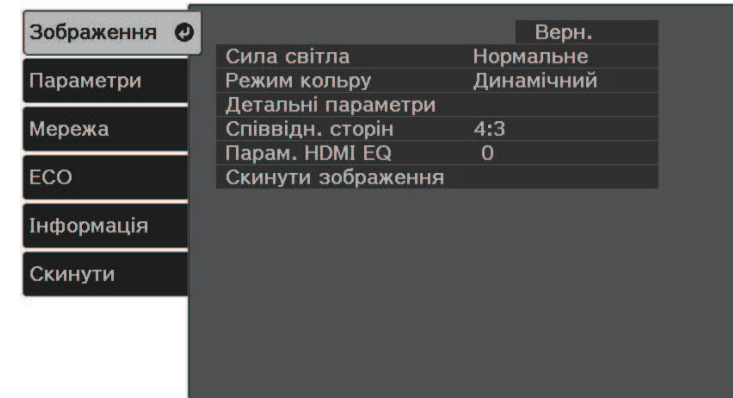 Зображення
Параметри
Мережа
ECO
Інформація
Скинути
Верн.
Сила світла Нормальне
Режим кольру Динамічний
Детальні параметри
Співвідн. сторін 4:3
Парам. HDMI EQ 0
Скинути зображення